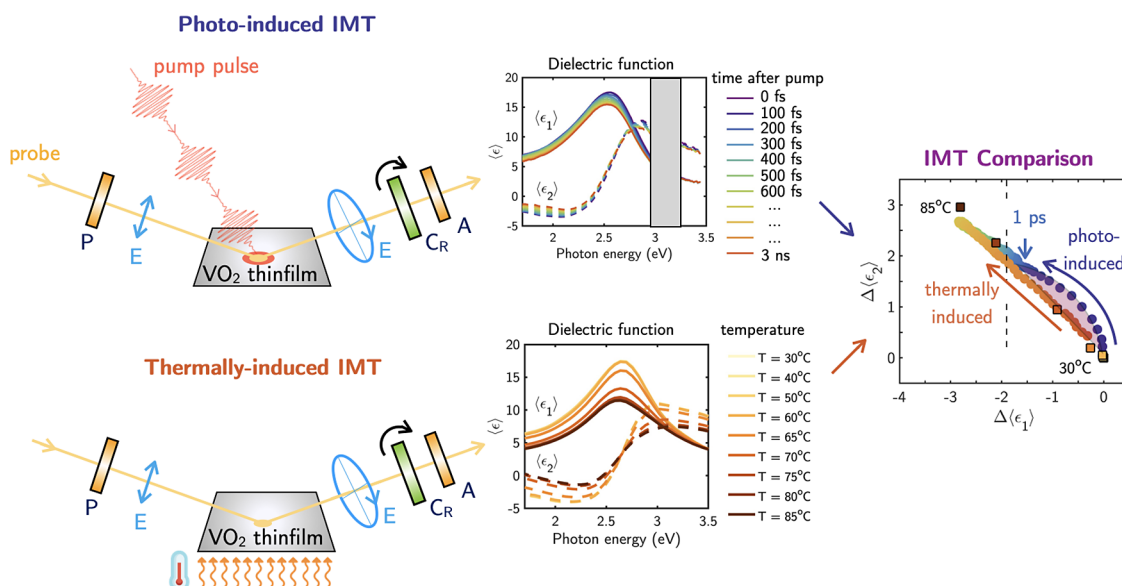 Photo-induced IMT
pump pulse
probe
P
E
VO₂ thinfilm
E
C_R
A
Dielectric function
20
15
10
5
0
-5
⟨ϵ⟩
⟨ϵ₁⟩
⟨ϵ₂⟩
2.0
2.5
3.0
3.5
Photon energy (eV)
time after pump
0 fs
100 fs
200 fs
300 fs
400 fs
500 fs
600 fs
...
...
...
3 ns
Thermally-induced IMT
P
E
VO₂ thinfilm
E
C_R
A
Dielectric function
20
15
10
5
0
-5
⟨ϵ⟩
⟨ϵ₁⟩
⟨ϵ₂⟩
2
2.5
3
3.5
Photon energy (eV)
temperature
T = 30°C
T = 40°C
T = 50°C
T = 60°C
T = 65°C
T = 70°C
T = 75°C
T = 80°C
T = 85°C
IMT Comparison
3
2
1
0
Δ⟨ϵ₂⟩
85°C
1 ps
photo-
induced
thermally
induced
30°C
-4
-3
-2
-1
0
Δ⟨ϵ₁⟩